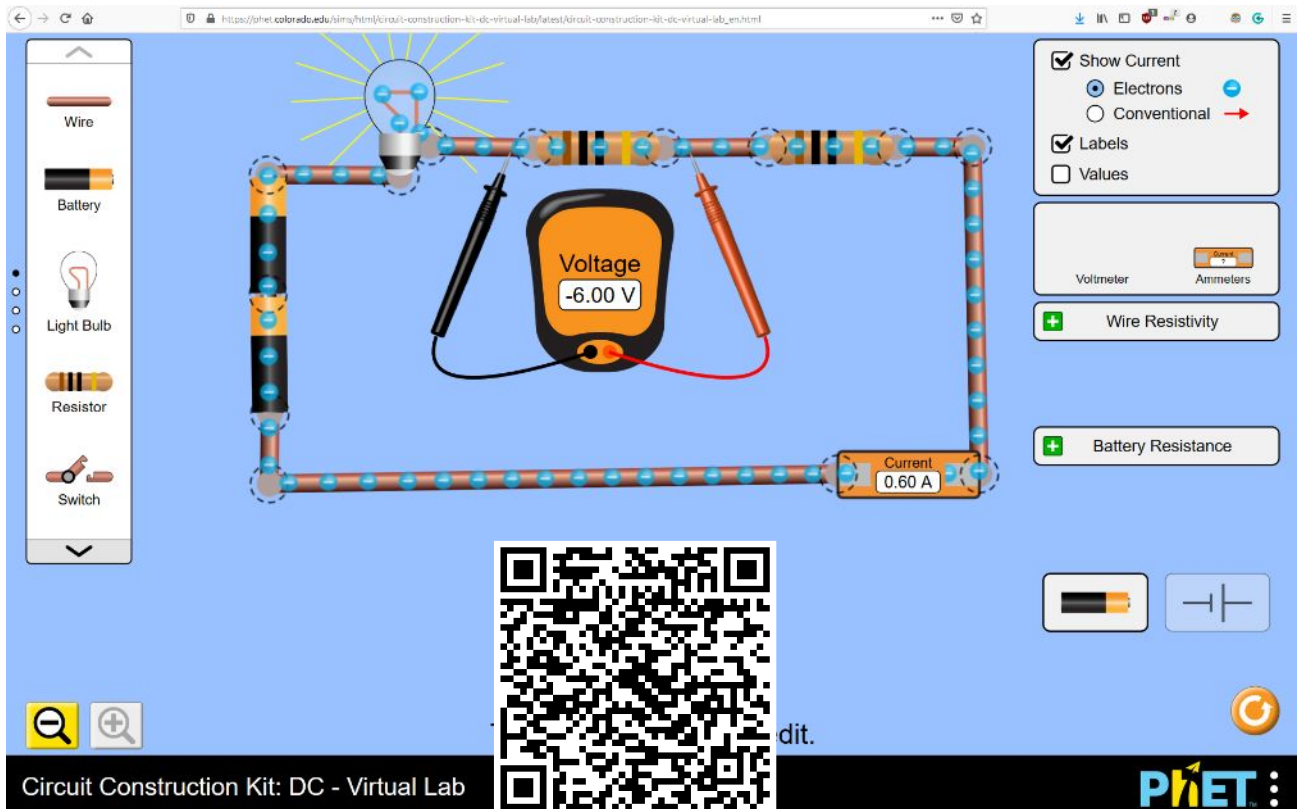 https://phet.colorado.edu/sims/html/circuit-construction-kit-dc-virtual-lab/latest/circuit-construction-kit-dc-virtual-lab_en.html
Wire
Battery
Light Bulb
Resistor
Switch
Voltage
-6.00 V
Current
0.60 A
Show Current
Electrons
Conventional
Labels
Values
Voltmeter
Current
?
Ammeters
Wire Resistivity
Battery Resistance
edit.
Circuit Construction Kit: DC - Virtual Lab
PhET